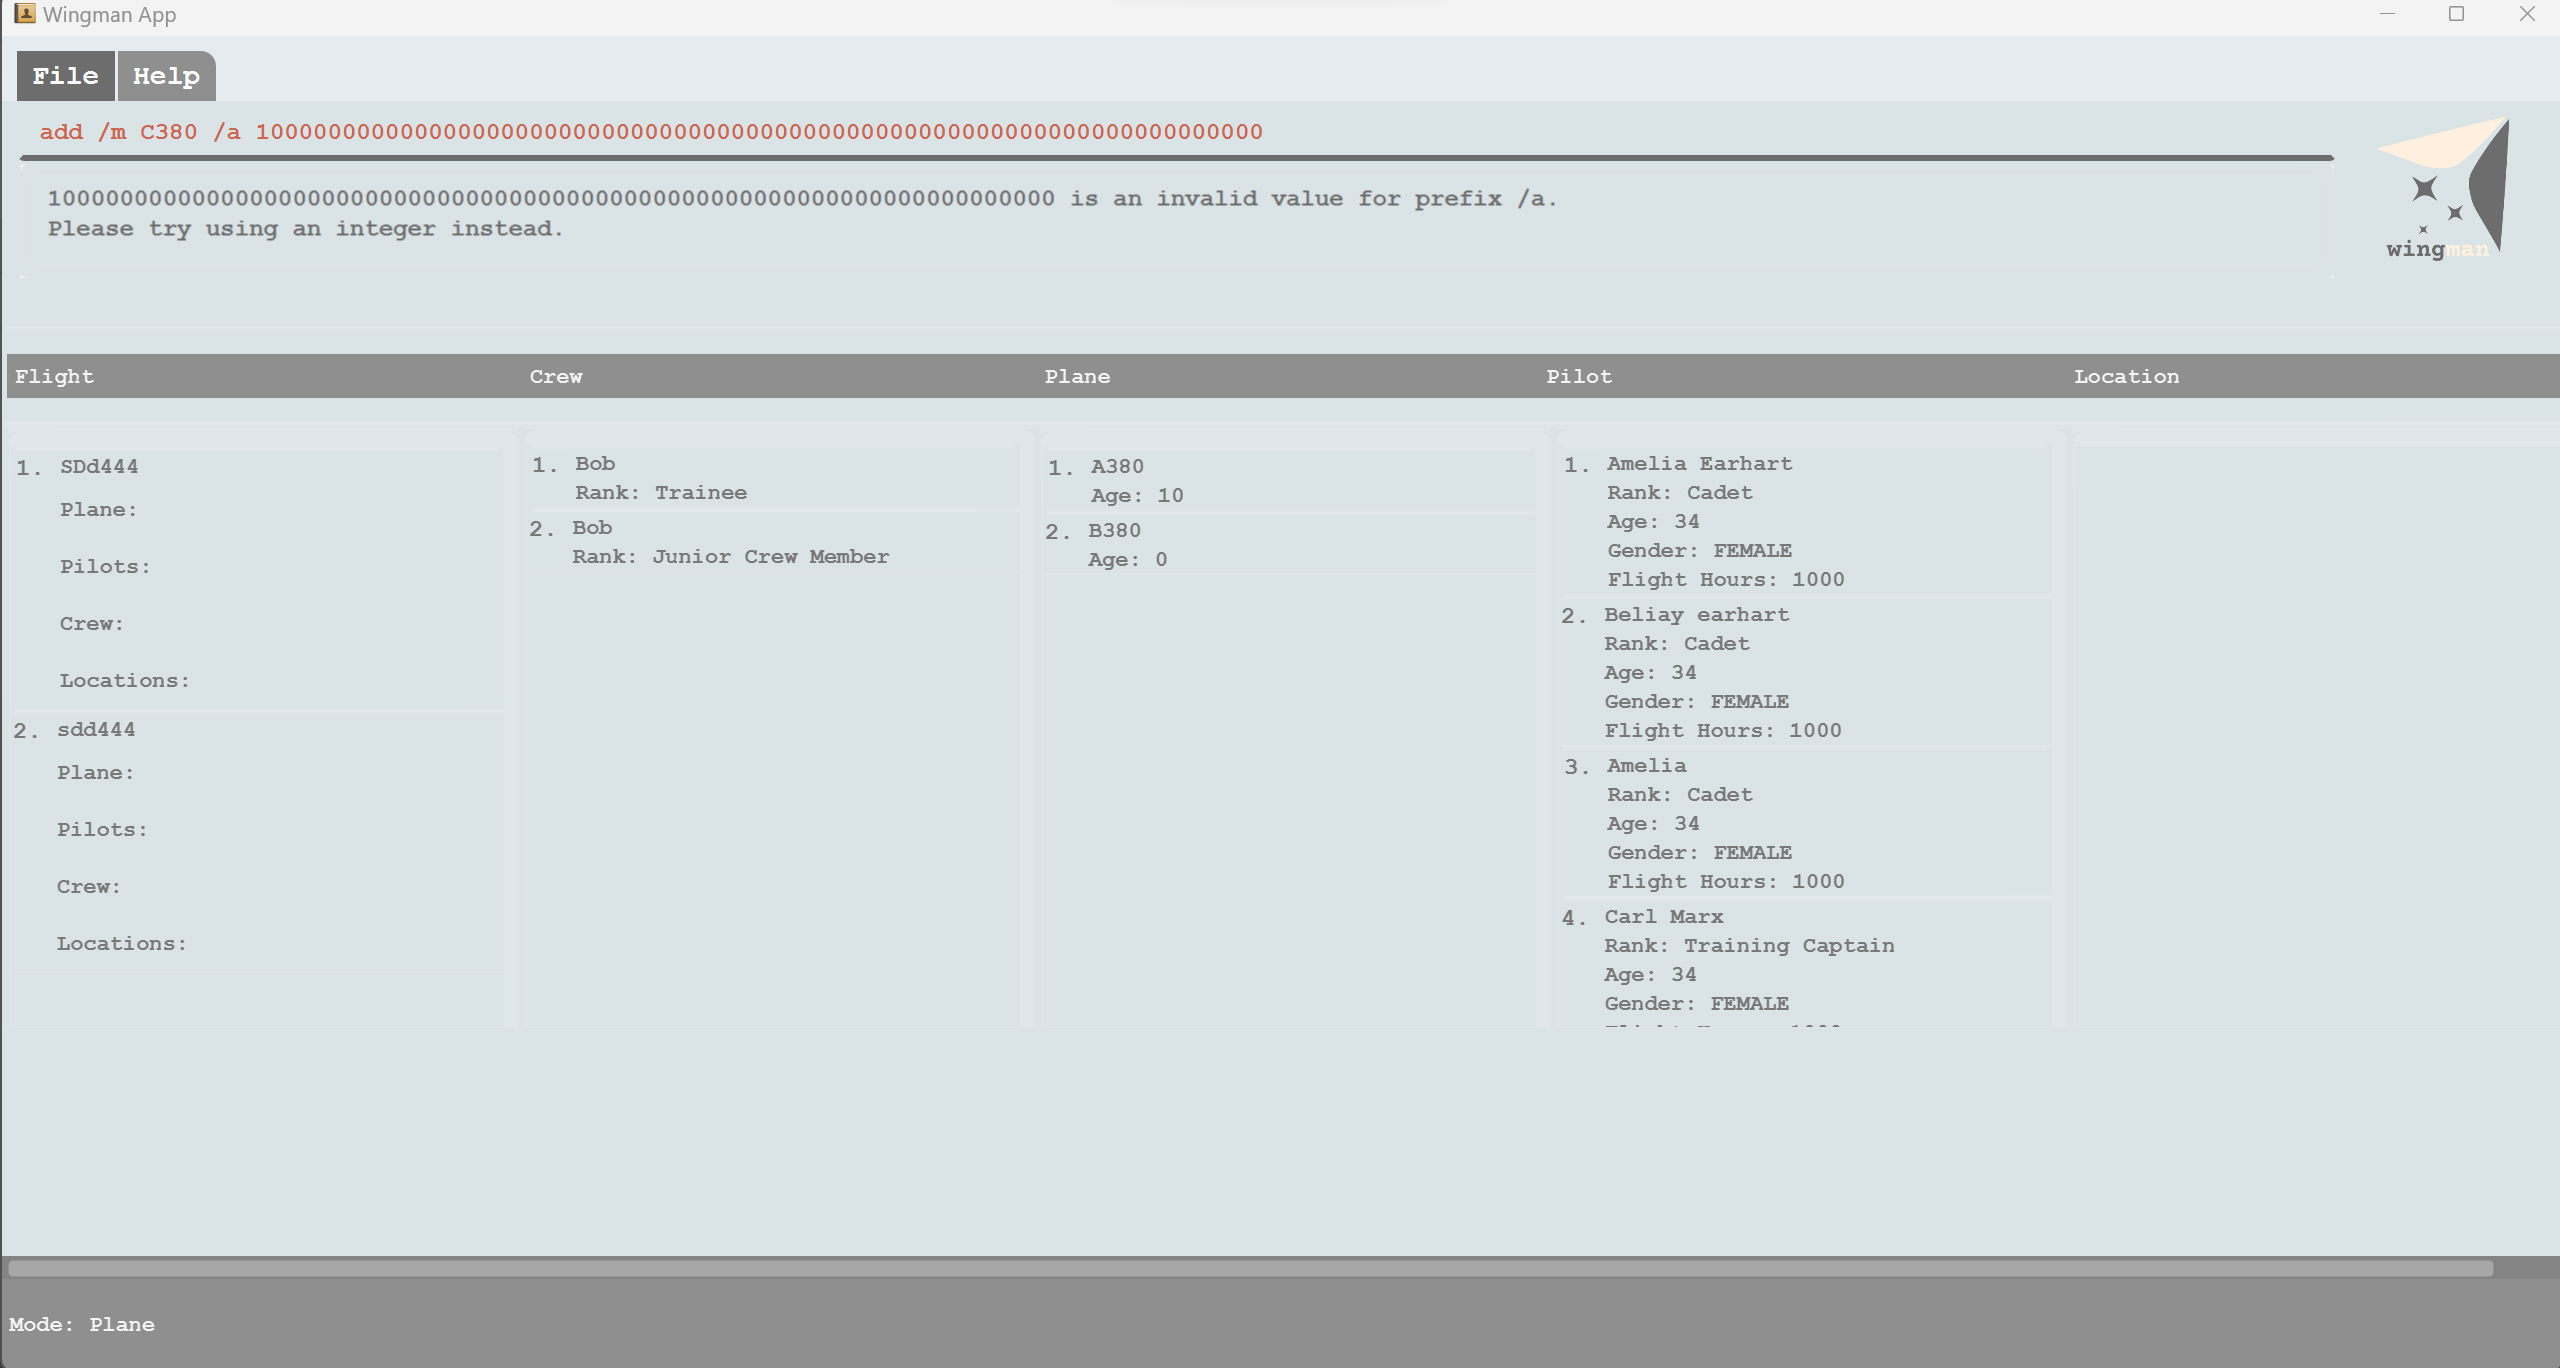 Wingman App
File Help
add /m C380 /a 1000000000000000000000000000000000000000000000000000000000000000000000
wingman
1000000000000000000000000000000000000000000000000000000000000000000000 is an invalid value for prefix /a.
Please try using an integer instead.
Flight Crew Plane Pilot Location
1. SDd444
Plane:
Pilots:
Crew:
Locations:
2. sdd444
Plane:
Pilots:
Crew:
Locations:
1. Bob
Rank: Trainee
2. Bob
Rank: Junior Crew Member
1. A380
Age: 10
2. B380
Age: 0
1. Amelia Earhart
Rank: Cadet
Age: 34
Gender: FEMALE
Flight Hours: 1000
2. Beliay earhart
Rank: Cadet
Age: 34
Gender: FEMALE
Flight Hours: 1000
3. Amelia
Rank: Cadet
Age: 34
Gender: FEMALE
Flight Hours: 1000
4. Carl Marx
Rank: Training Captain
Age: 34
Gender: FEMALE
Mode: Plane